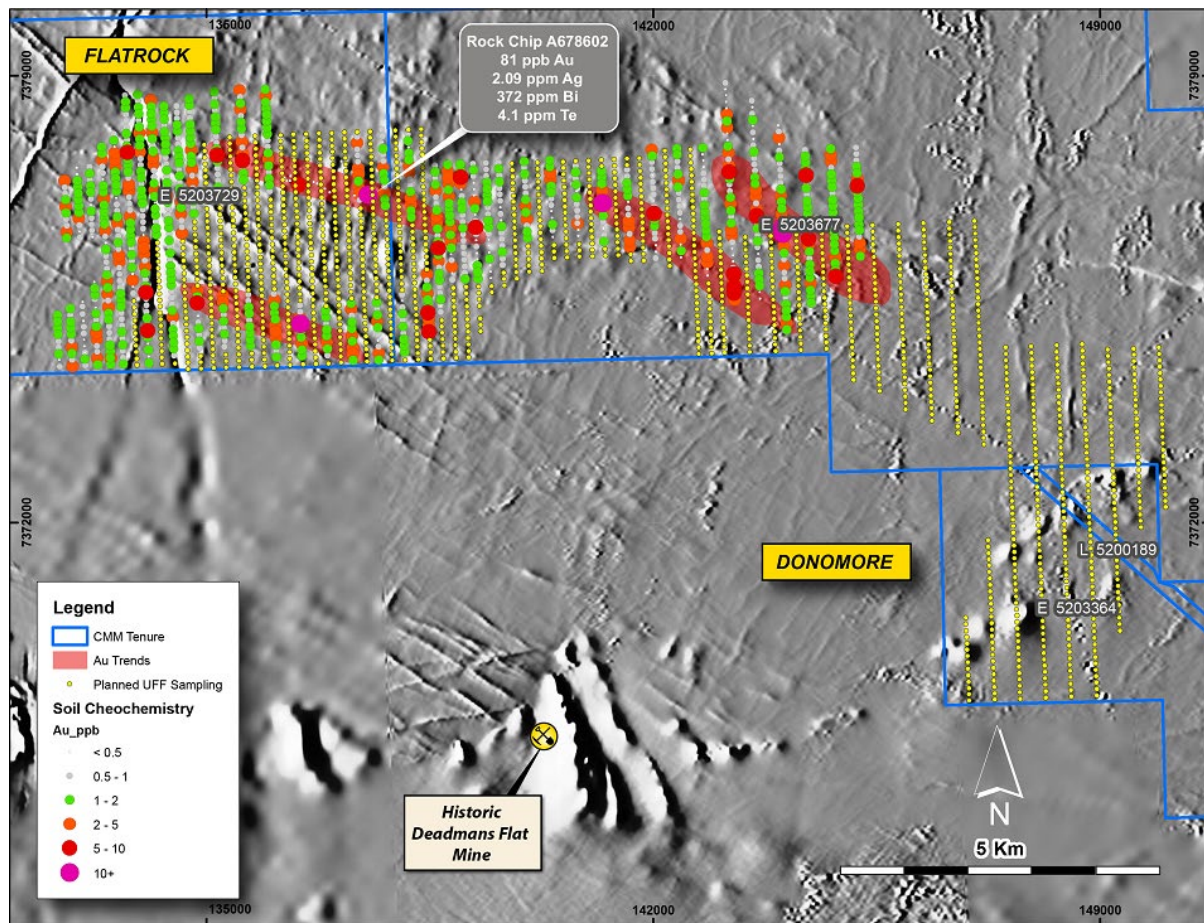 136000
142000
149000
FLATROCK
Rock Chip A678602
81 ppb Au
2.09 ppm Ag
372 ppm Bi
4.1 ppm Te
7379000
7379000
E 5203729
E 5203677
7372000
7372000
DONOMORE
L 5200189
E 5203364
Legend
CMM Tenure
Au Trends
Planned UFF Sampling
Soil Cheochemistry
Au_ppb
< 0.5
0.5 - 1
1 - 2
2 - 5
5 - 10
10+
Historic
Deadmans Flat
Mine
N
5 Km
135000
142000
149000